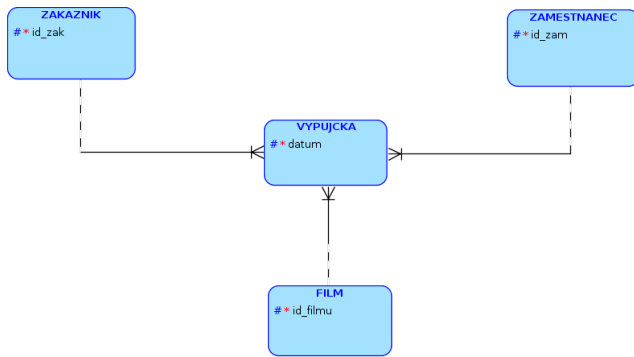 ZAKAZNIK
#* id_zak
ZAMESTNANEC
#* id_zam
VYPUJCKA
#* datum
FILM
#* id_filmu